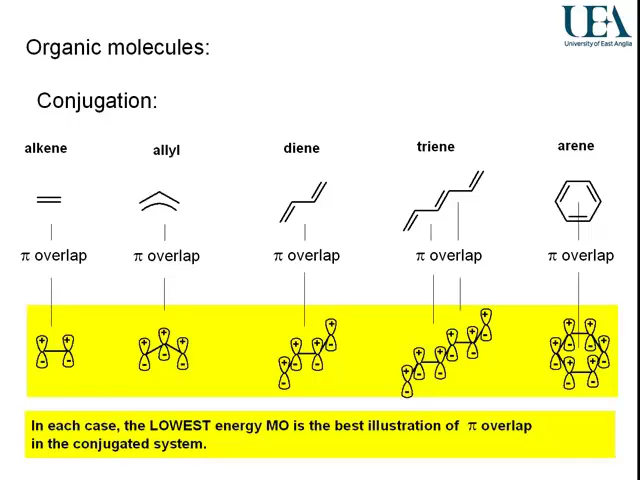 UEA
University of East Anglia
Organic molecules:
Conjugation:
alkene allyl diene triene arene
π overlap π overlap π overlap π overlap π overlap
+ + + + + + + + + + + + + + + + + + + + +
- - - - - - - - - - - - - - - - - - - - -
In each case, the LOWEST energy MO is the best illustration of π overlap
in the conjugated system.